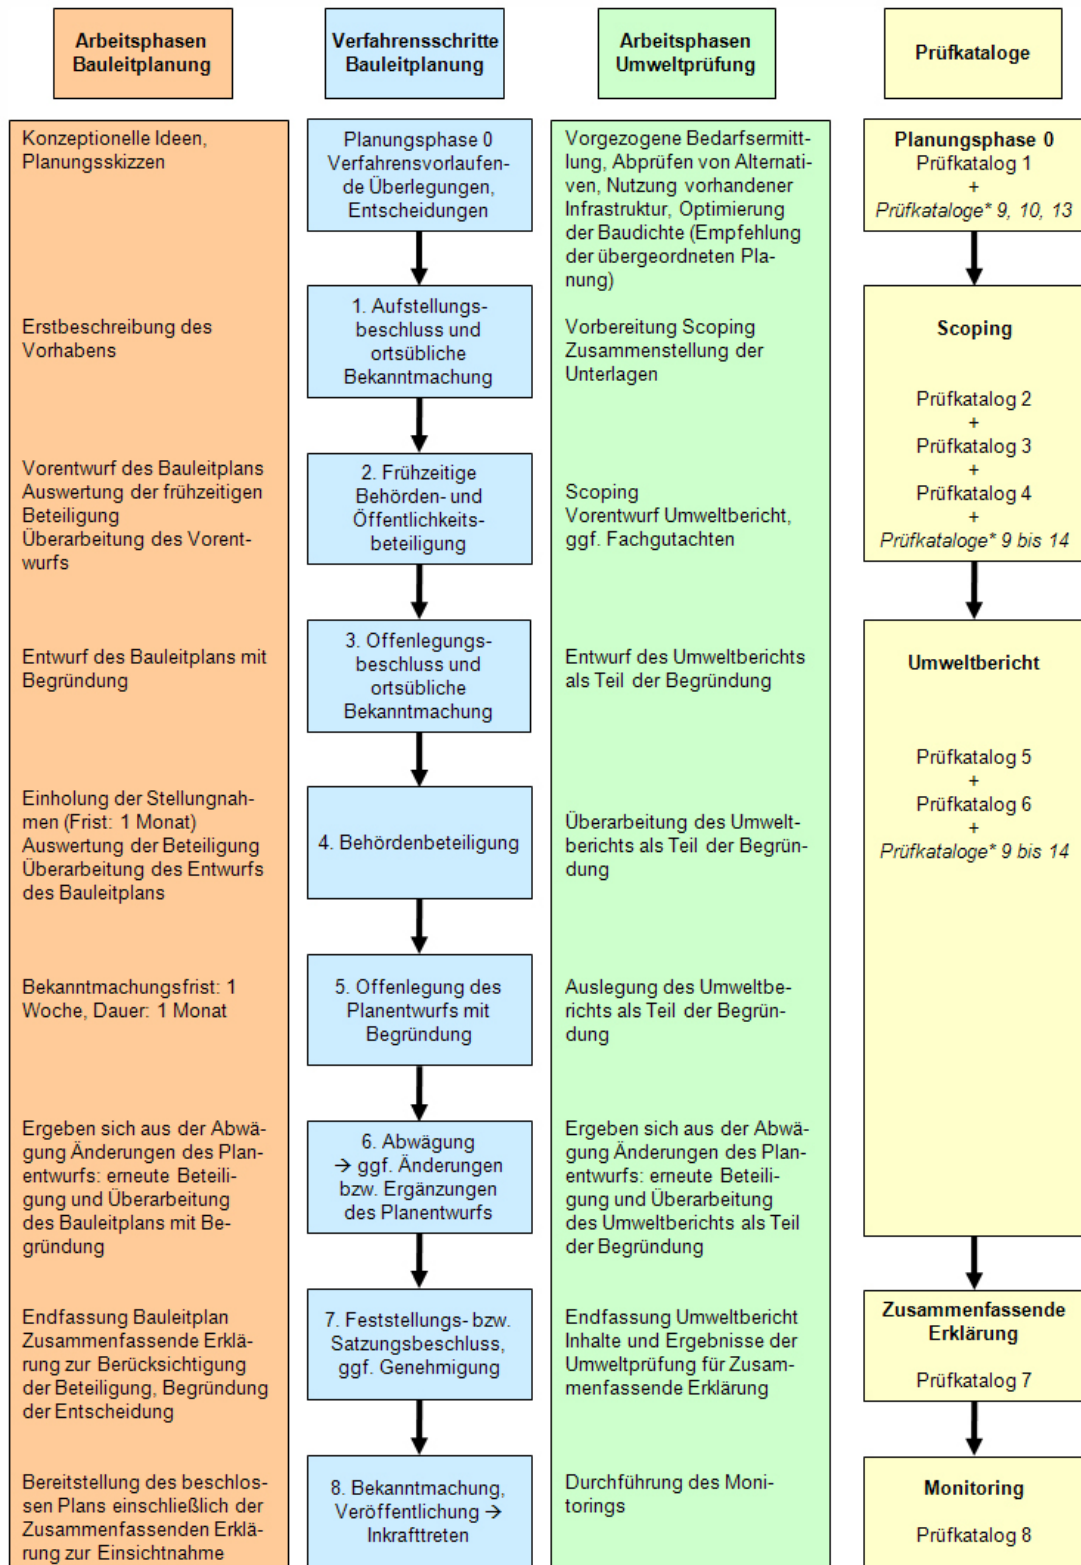 Arbeitsphasen
Bauleitplanung
Verfahrensschritte
Bauleitplanung
Arbeitsphasen
Umweltprüfung
Prüfkataloge
Konzeptionelle Ideen,
Planungsskizzen
Planungsphase 0
Verfahrensvorlaufen-
de Überlegungen,
Entscheidungen
Vorgezogene Bedarfsermitt-
lung, Abprüfen von Alternati-
ven, Nutzung vorhandener
Infrastruktur, Optimierung
der Baudichte (Empfehlung
der übergeordneten Pla-
nung)
Planungsphase 0
Prüfkatalog 1
+
Prüfkataloge* 9, 10, 13
Erstbeschreibung des
Vorhabens
1. Aufstellungs-
beschluss und
ortsübliche
Bekanntmachung
Vorbereitung Scoping
Zusammenstellung der
Unterlagen
Scoping
Prüfkatalog 2
+
Prüfkatalog 3
+
Prüfkatalog 4
+
Prüfkataloge* 9 bis 14
Vorentwurf des Bauleitplans
Auswertung der frühzeitigen
Beteiligung
Überarbeitung des Vorent-
wurfs
2. Frühzeitige
Behörden- und
Öffentlichkeits-
beteiligung
Scoping
Vorentwurf Umweltbericht,
ggf. Fachgutachten
Entwurf des Bauleitplans mit
Begründung
3. Offenlegungs-
beschluss und
ortsübliche
Bekanntmachung
Entwurf des Umweltberichts
als Teil der Begründung
Umweltbericht
Prüfkatalog 5
+
Prüfkatalog 6
+
Prüfkataloge* 9 bis 14
Einholung der Stellungnah-
men (Frist: 1 Monat)
Auswertung der Beteiligung
Überarbeitung des Entwurfs
des Bauleitplans
4. Behördenbeteiligung
Überarbeitung des Umwelt-
berichts als Teil der Begrün-
dung
Bekanntmachungsfrist: 1
Woche, Dauer: 1 Monat
5. Offenlegung des
Planentwurfs mit
Begründung
Auslegung des Umweltbe-
richts als Teil der Begrün-
dung
Ergeben sich aus der Abwä-
gung Änderungen des Plan-
entwurfs: erneute Beteili-
gung und Überarbeitung
des Bauleitplans mit Be-
gründung
6. Abwägung
→ ggf. Änderungen
bzw. Ergänzungen
des Planentwurfs
Ergeben sich aus der Abwä-
gung Änderungen des Plan-
entwurfs: erneute Beteili-
gung und Überarbeitung
des Umweltberichts als Teil
der Begründung
Endfassung Bauleitplan
Zusammenfassende Erklä-
rung zur Berücksichtigung
der Beteiligung, Begründung
der Entscheidung
7. Feststellungs- bzw.
Satzungsbeschluss,
ggf. Genehmigung
Endfassung Umweltbericht
Inhalte und Ergebnisse der
Umweltprüfung für Zusam-
menfassende Erklärung
Zusammenfassende
Erklärung
Prüfkatalog 7
Bereitstellung des beschlos-
sen Plans einschließlich der
Zusammenfassenden Erklä-
rung zur Einsichtnahme
8. Bekanntmachung,
Veröffentlichung →
Inkrafttreten
Durchführung des Moni-
torings
Monitoring
Prüfkatalog 8